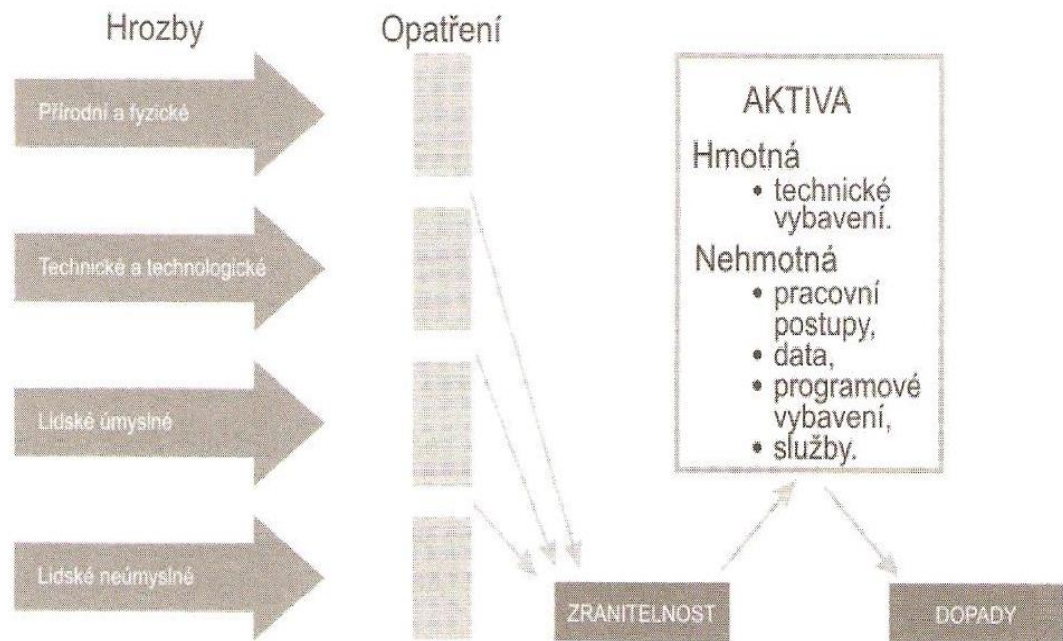 Hrozby
Opatření
Přírodní a fyzické
Technické a technologické
Lidské úmyslné
Lidské neúmyslné
AKTIVA
Hmotná
• technické
vybavení.
Nehmotná
• pracovní
postupy,
• data,
• programové
vybavení,
• služby.
ZRANITELNOST
DOPADY